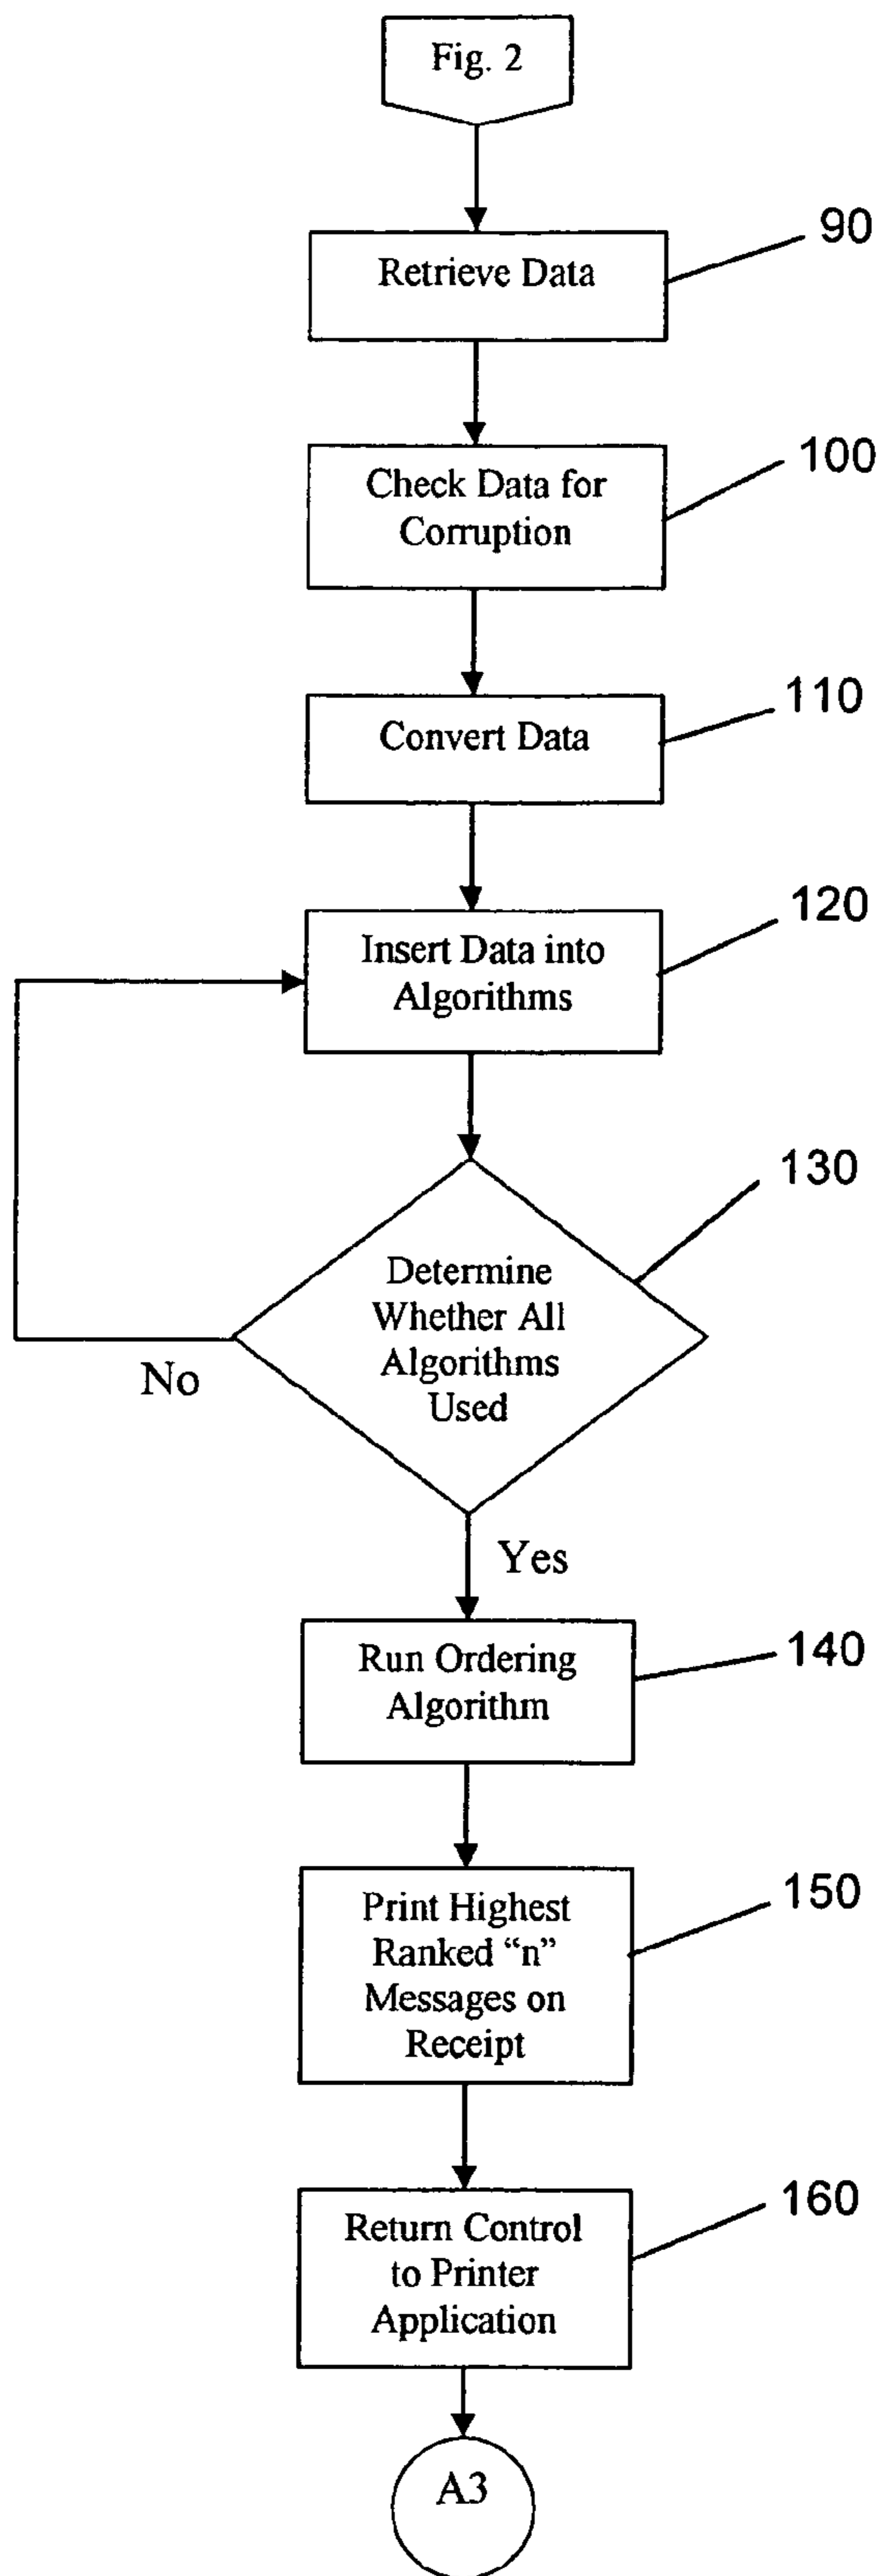 Fig. 2
90
Retrieve Data
100
Check Data for
Corruption
110
Convert Data
120
Insert Data into
Algorithms
130
Determine
Whether All
Algorithms
Used
No
Yes
140
Run Ordering
Algorithm
150
Print Highest
Ranked “n”
Messages on
Receipt
160
Return Control
to Printer
Application
A3